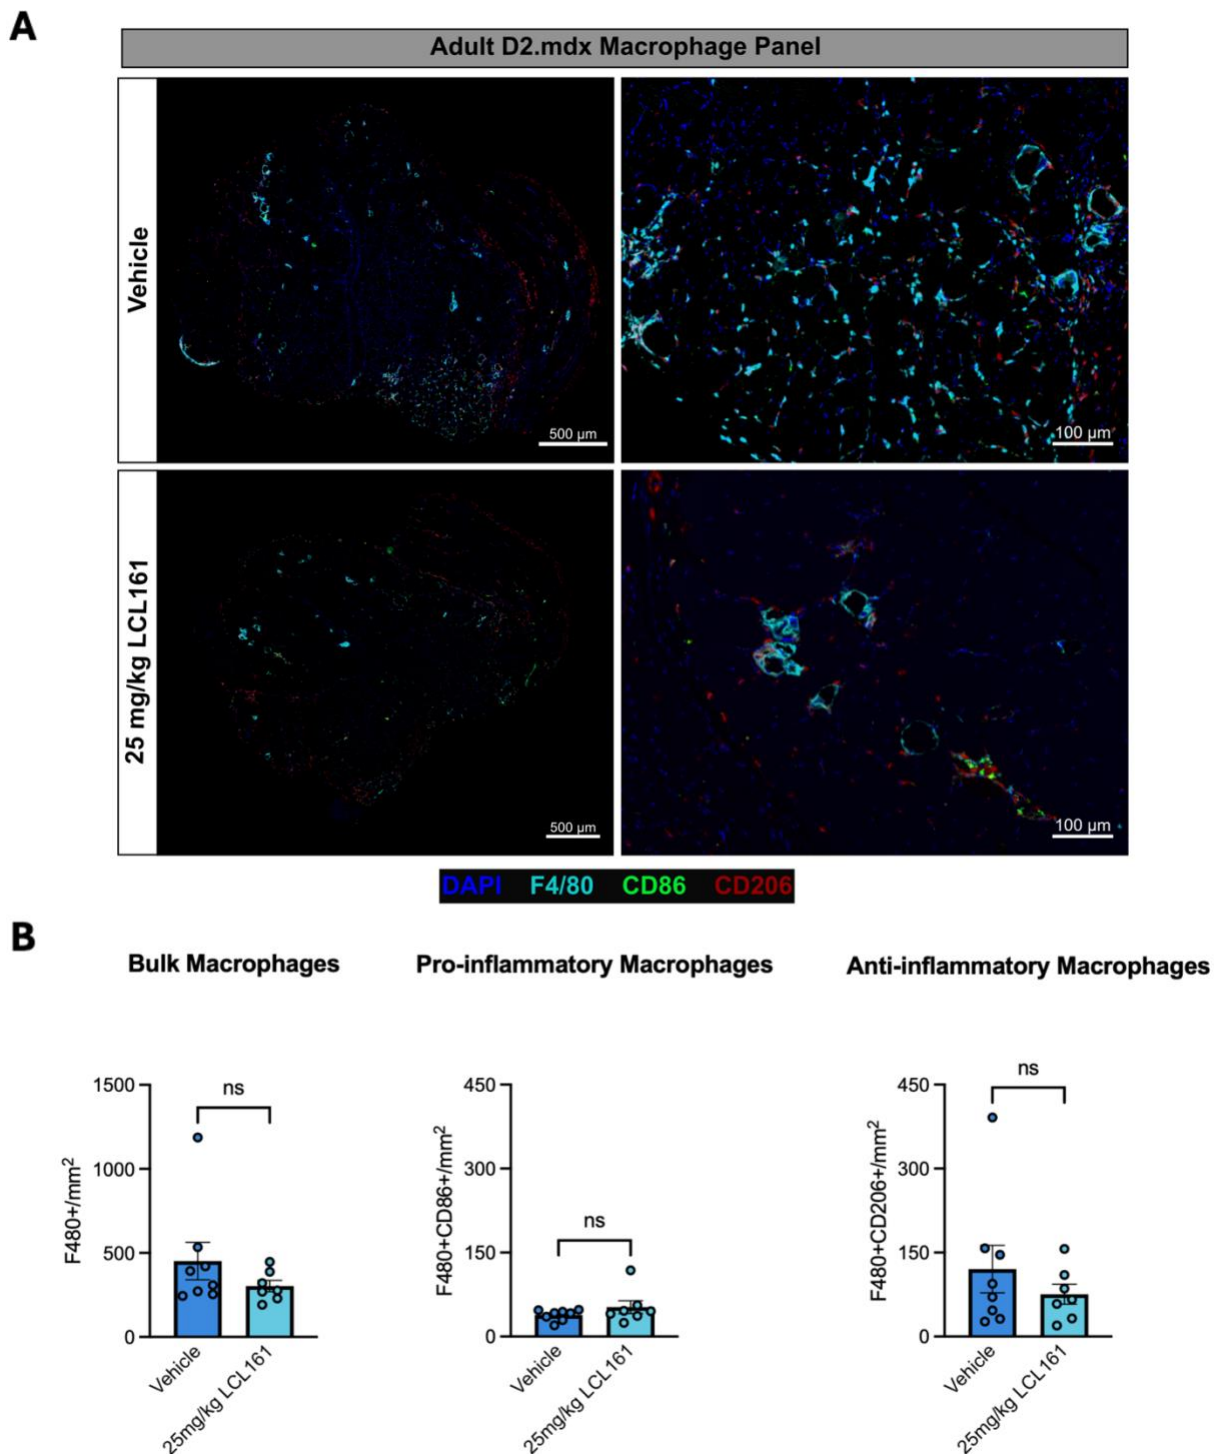 A
Adult D2.mdx Macrophage Panel
Vehicle
500 µm
100 µm
25 mg/kg LCL161
500 µm
100 µm
DAPI F4/80 CD86 CD206
B
Bulk Macrophages
Pro-inflammatory Macrophages
Anti-inflammatory Macrophages
F480+/mm2
1500
1000
500
0
ns
Vehicle
25mg/kg LCL161
F480+CD86+/mm2
450
300
150
0
ns
Vehicle
25mg/kg LCL161
F480+CD206+/mm2
450
300
150
0
ns
Vehicle
25mg/kg LCL161